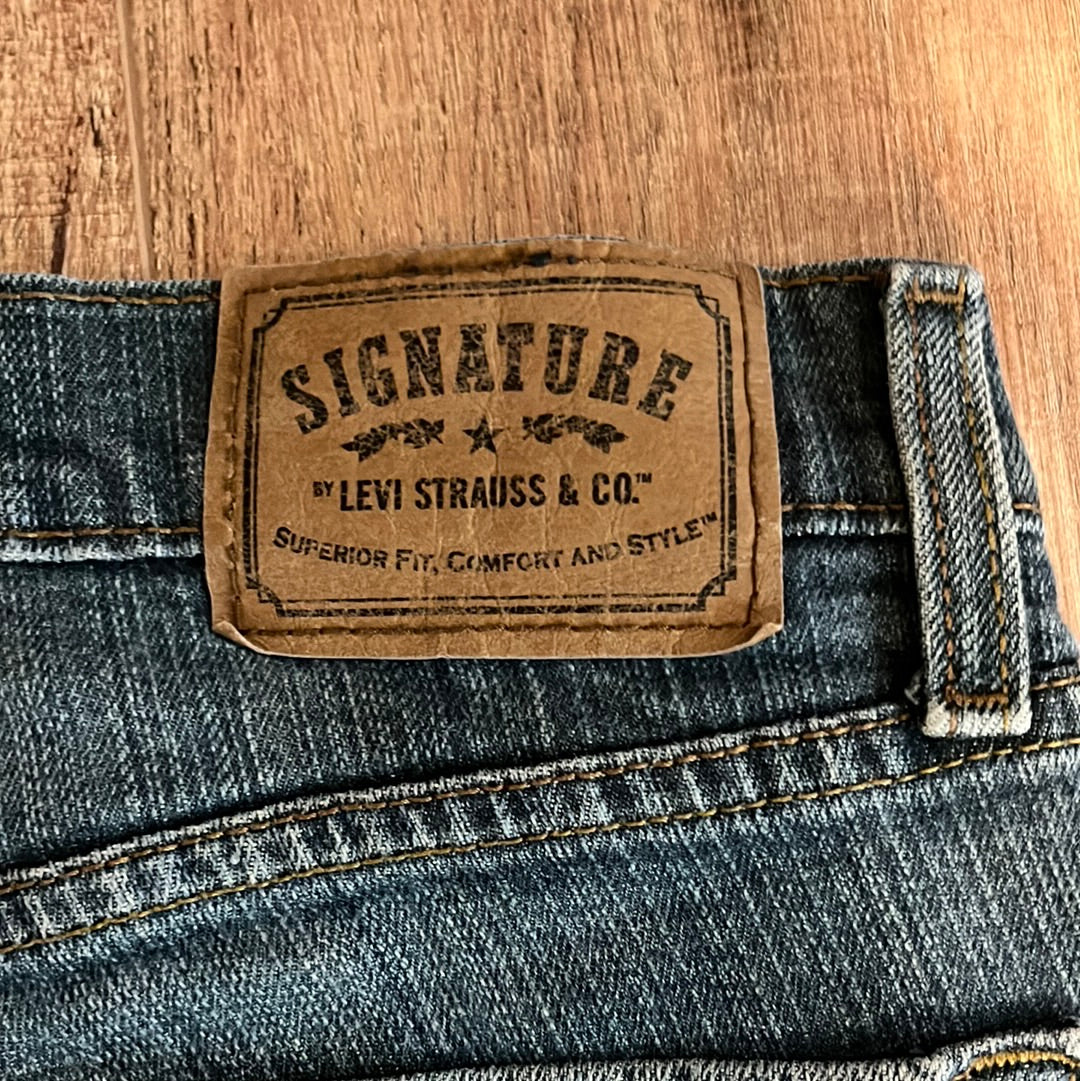 SIGNATURE
BY LEVI STRAUSS & CO.™
SUPERIOR FIT, COMFORT AND STYLE™